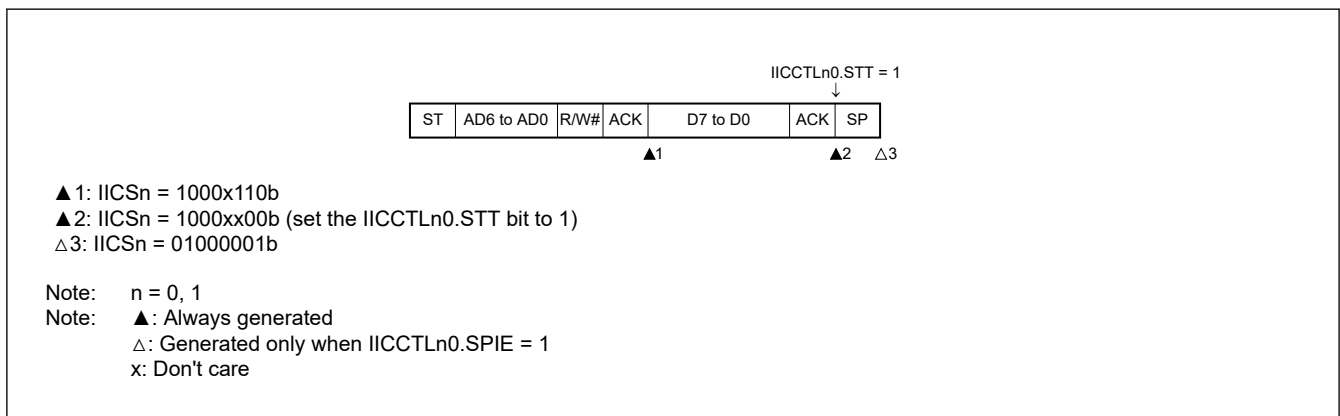 IICCTLn0.STT = 1
↓
ST AD6 to AD0 R/W# ACK D7 to D0 ACK SP
▲1 ▲2 △3
▲1: IICSn = 1000x110b
▲2: IICSn = 1000xx00b (set the IICCTLn0.STT bit to 1)
△3: IICSn = 01000001b
Note: n = 0, 1
Note: ▲: Always generated
△: Generated only when IICCTLn0.SPIE = 1
x: Don't care